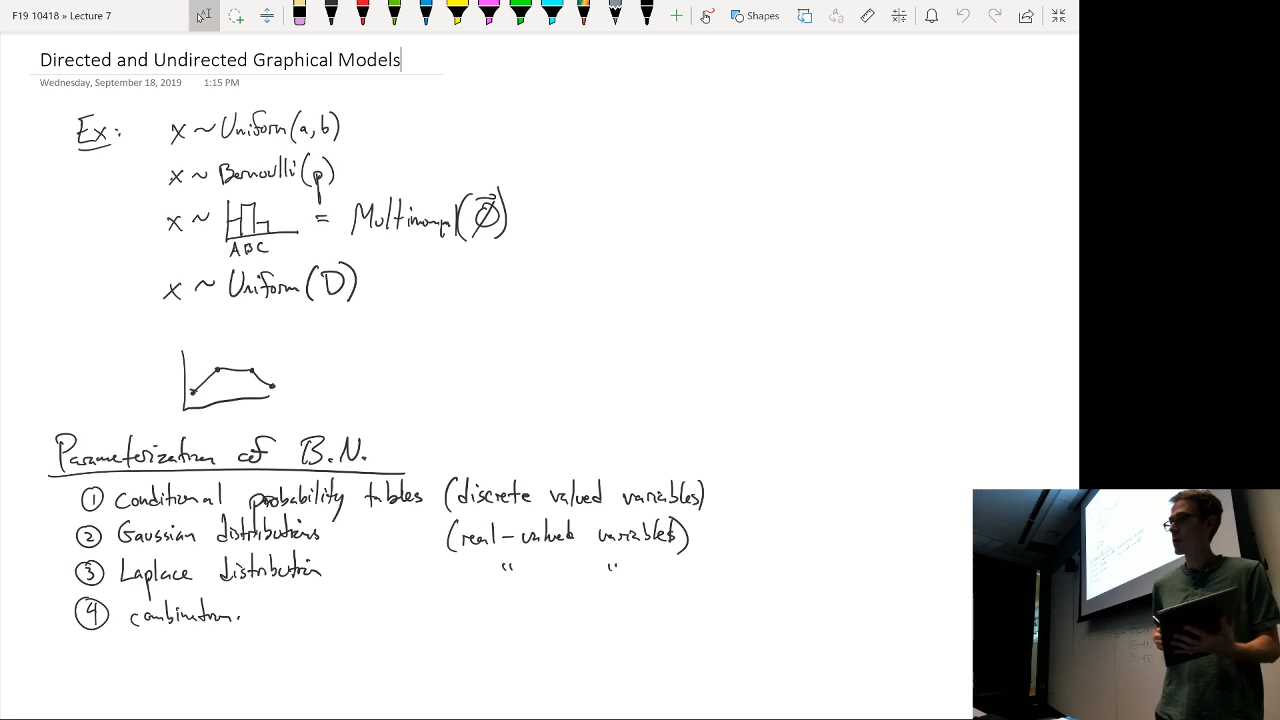 F19 10418 » Lecture 7
Shapes
Directed and Undirected Graphical Models
Wednesday, September 18, 2019 1:15 PM
Ex: x ~ Uniform(a,b)
x ~ Bernoulli(p)
x ~ = Multinomial(∅⃗)
A B C
x ~ Uniform(D)
Parameterization of B.N.
① Conditional probability tables (discrete valued variables)
② Gaussian distributions (real-valued variables)
③ Laplace distribution " "
④ combination.